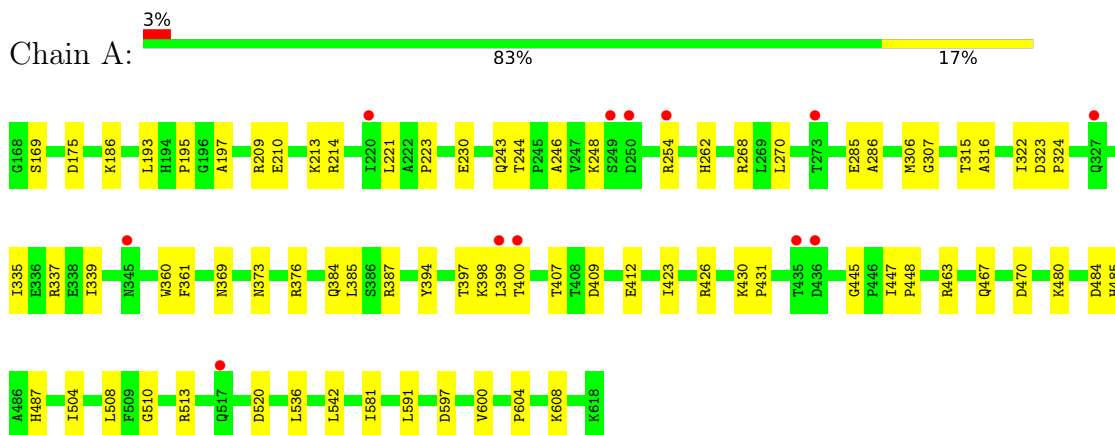 3%
Chain A:
83%
17%
G168 S169 D175 K186 L193 H194 P195 G196 A197 R209 E210 K213 R214 I220 L221 A222 P223 E230 Q243 T244 P245 A246 V247 K248 S249 D250 R254 H262 R268 L269 L270 T273 E285 A286 M306 G307 T315 A316 I322 D323 P324 Q327
I335 E336 R337 E338 I339 N345 W360 F361 N369 N373 R376 Q384 L385 S386 R387 Y394 T397 K398 L399 T400 T407 T408 D409 E412 I423 R426 K430 P431 T435 D436 G445 P446 I447 P448 R463 Q467 D470 K480 D484 H485
A486 H487 I504 L508 F509 G510 R513 Q517 D520 L536 L542 I581 L591 D597 V600 P604 K608 K618